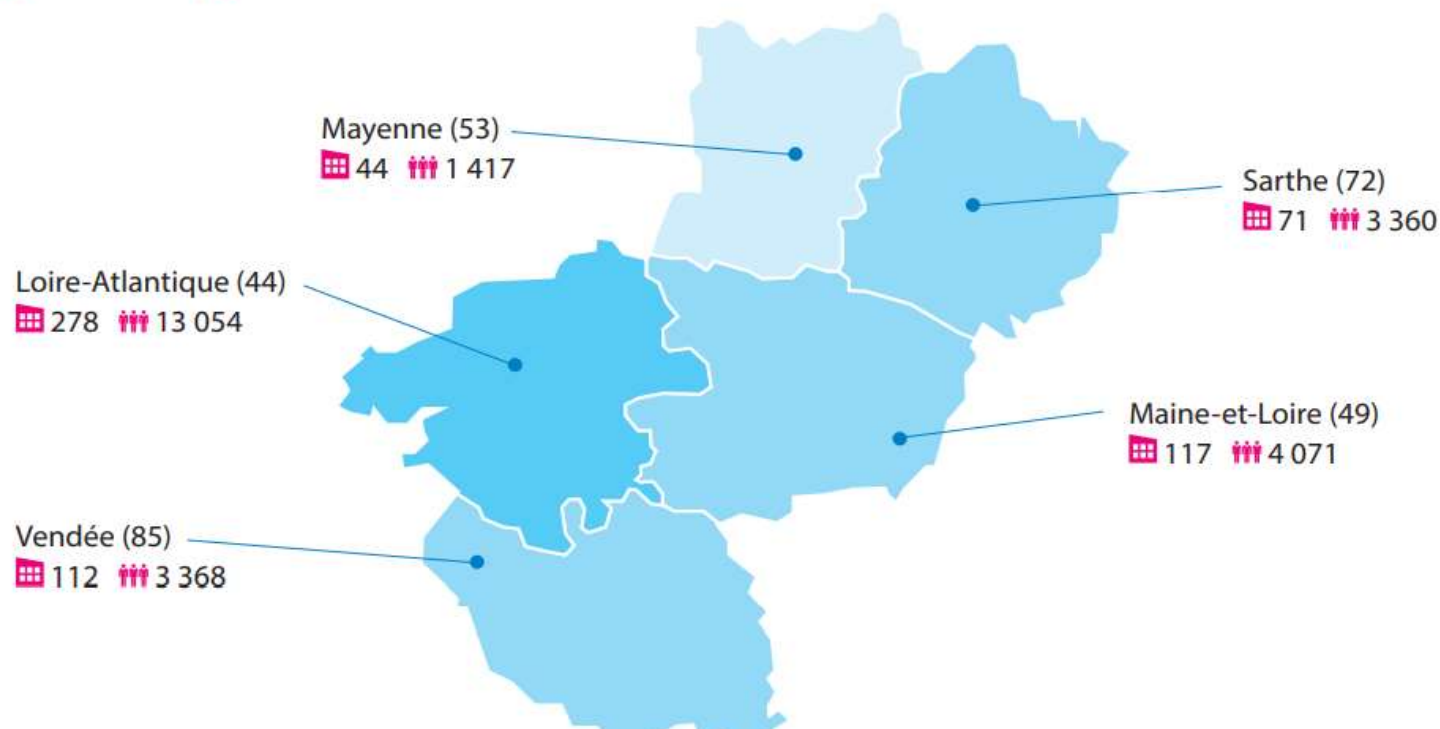 Mayenne (53)
44 1 417
Sarthe (72)
71 3 360
Loire-Atlantique (44)
278 13 054
Maine-et-Loire (49)
117 4 071
Vendée (85)
112 3 368